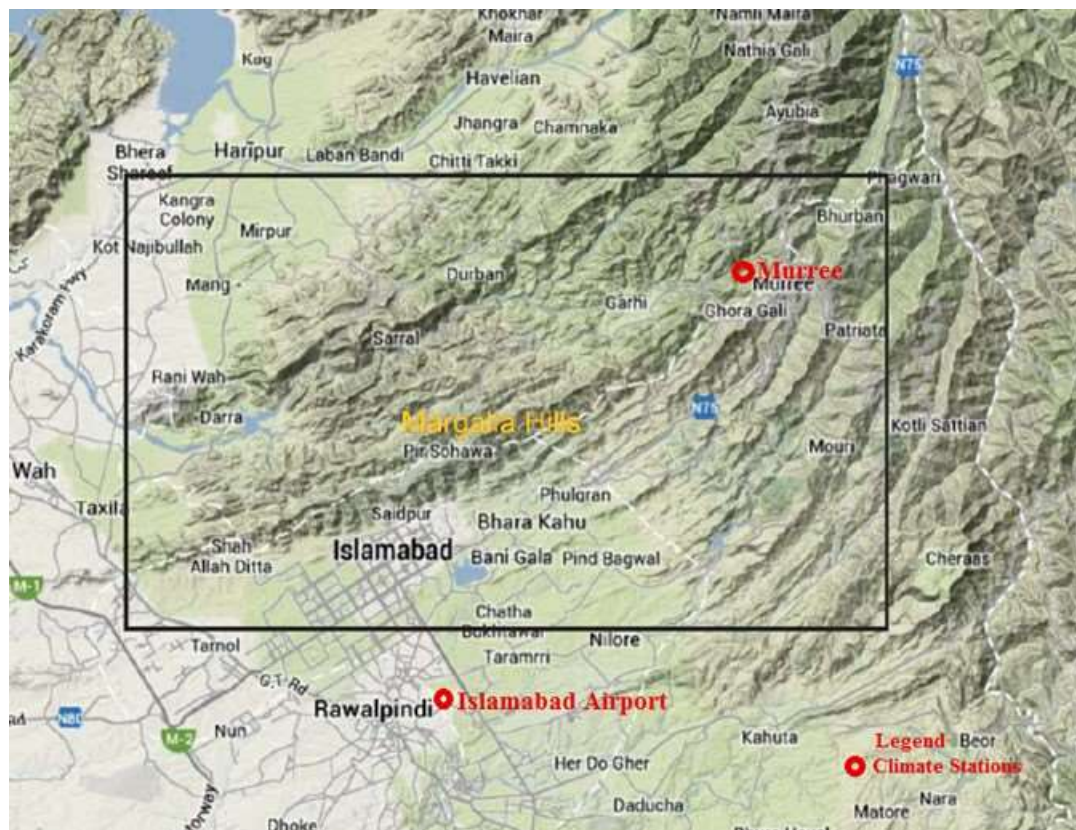 Khokhar
Maira
Namli Maira
Nathia Gali
N75
Kag
Havelian
Ayubia
Jhangra
Chamnaka
Bhera
Shareef
Haripur
Laban Bandi
Chitti Takki
Phagwari
Kangra
Colony
Bhurban
Mirpur
Kot Najibullah
Murree
Murree
Mang
Durban
Garhi
Ghora Gali
Karakoram Hwy
Sarral
Patriata
Rani Wah
Darra
N75
Margalla Hills
Kotli Sattian
Pir Sohawa
Mouri
Wah
Phulgran
Taxila
Saidpur
Bhara Kahu
Islamabad
Shah
Allah Ditta
Bani Gala
Pind Bagwal
Cheraas
M-1
Chatha
Bukhtawar
Nilore
Tarnol
Taramrri
G.T. Rd
Rawalpindi
Islamabad Airport
N80
Nun
M-2
Kahuta
Legend
Beor
Climate Stations
Her Do Gher
Nara
Daducha
Matore
Dhoke